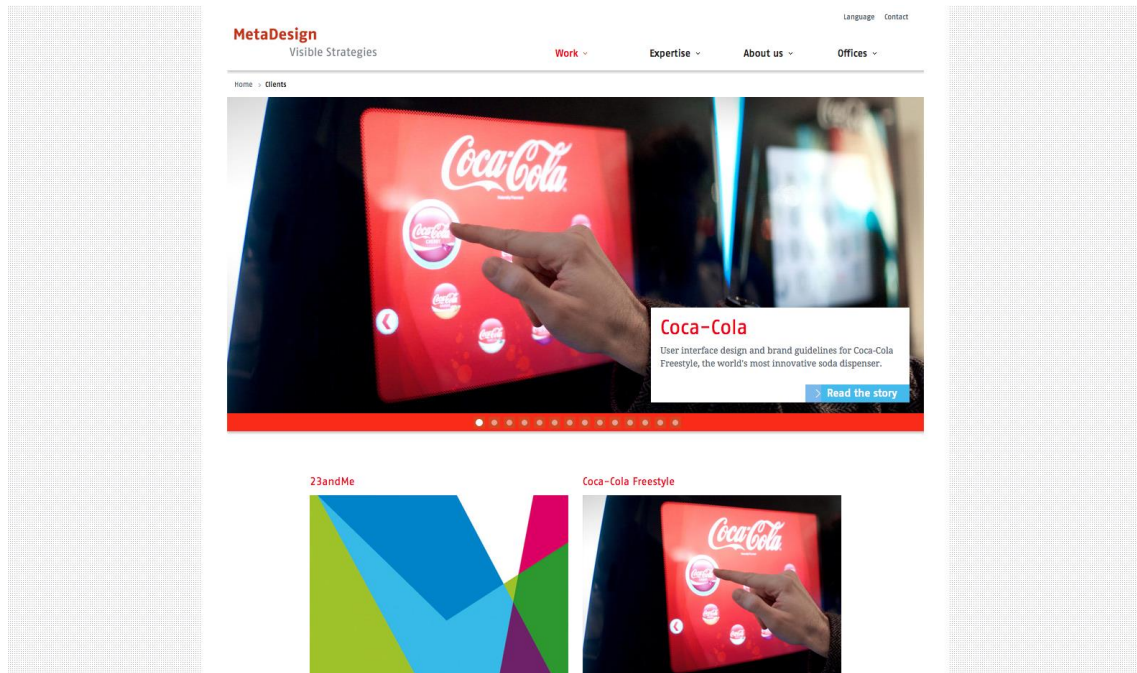 Language Contact
MetaDesign
Visible Strategies
Work Expertise About us Offices
Home > Clients
Coca-Cola
Coca-Cola
Coca-Cola
User interface design and brand guidelines for Coca-Cola
Freestyle, the world's most innovative soda dispenser.
> Read the story
23andMe Coca-Cola Freestyle
Coca-Cola